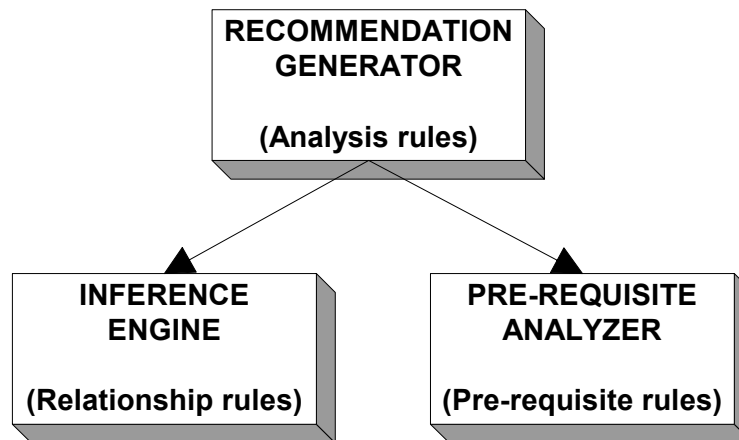 RECOMMENDATION
GENERATOR
(Analysis rules)
INFERENCE
ENGINE
(Relationship rules)
PRE-REQUISITE
ANALYZER
(Pre-requisite rules)